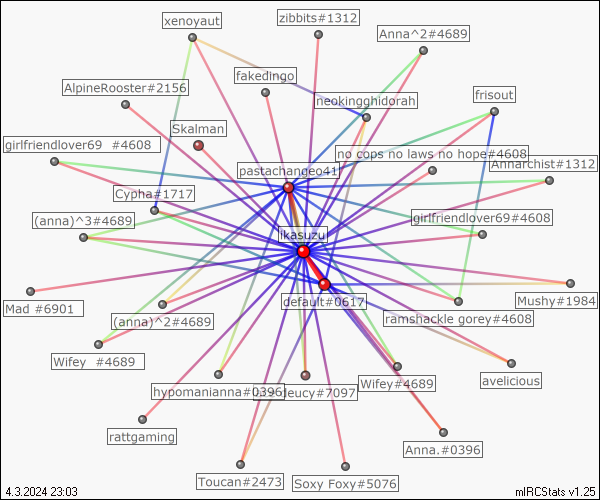 xenoyaut
zibbits#1312
Anna^2#4689
fakedingo
AlpineRooster#2156
frisout
neokingghidorah
Skalman
girlfriendlover69 #4608
no cops no laws no hope#4608
Annarchist#1312
pastachangeo41
Cypha#1717
(anna)^3#4689
girlfriendlover69#4608
ikasuzu
Mad #6901
default#0617
Mushy#1984
(anna)^2#4689
ramshackle gorey#4608
Wifey #4689
hypomanianna#0396
deucy#7097
Wifey#4689
avelicious
rattgaming
Anna.#0396
Toucan#2473
Soxy Foxy#5076
4.3.2024 23:03
mIRCStats v1.25